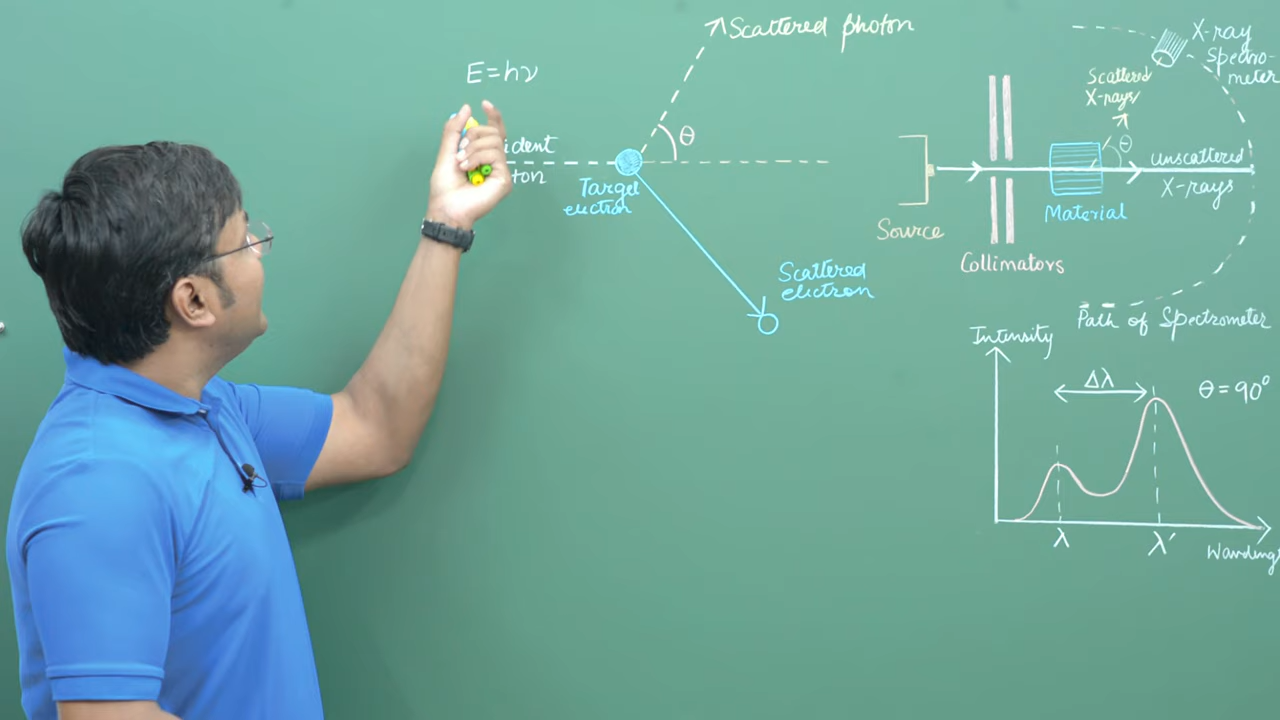 E=hν
ident
ton
Target
electron
θ
Scattered photon
Scattered
electron
Source
Collimators
Material
Scattered
X-rays
θ
unscattered
X-rays
X-ray
Spectro-
meter
Path of Spectrometer
Intensity
Δλ
θ = 90°
λ
λ'